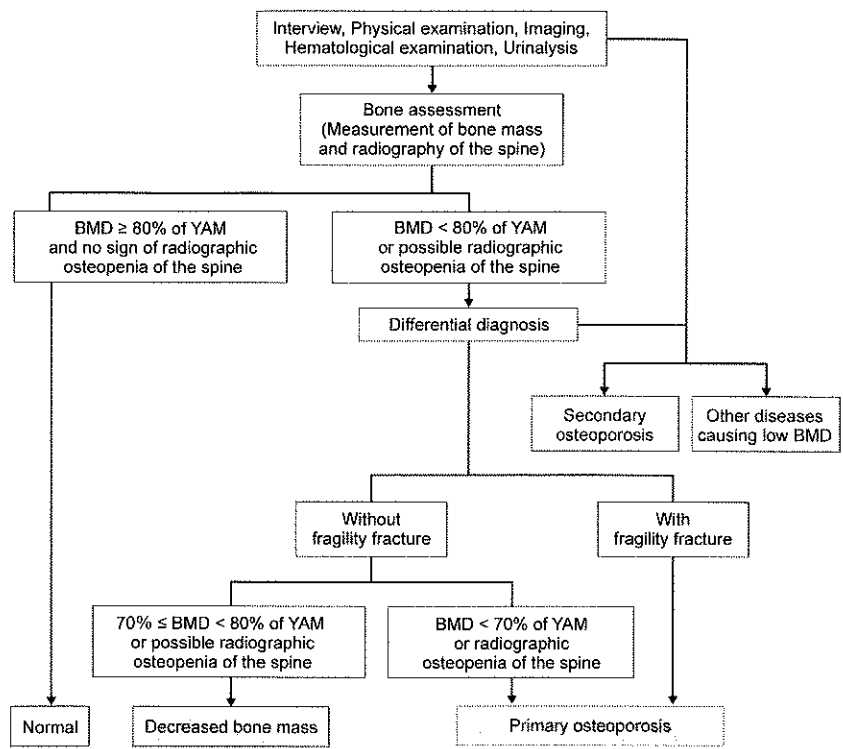 Interview, Physical examination, Imaging,
Hematological examination, Urinalysis
Bone assessment
(Measurement of bone mass
and radiography of the spine)
BMD ≥ 80% of YAM
and no sign of radiographic
osteopenia of the spine
BMD < 80% of YAM
or possible radiographic
osteopenia of the spine
Differential diagnosis
Secondary
osteoporosis
Other diseases
causing low BMD
Without
fragility fracture
With
fragility fracture
70% ≤ BMD < 80% of YAM
or possible radiographic
osteopenia of the spine
BMD < 70% of YAM
or radiographic
osteopenia of the spine
Normal
Decreased bone mass
Primary osteoporosis